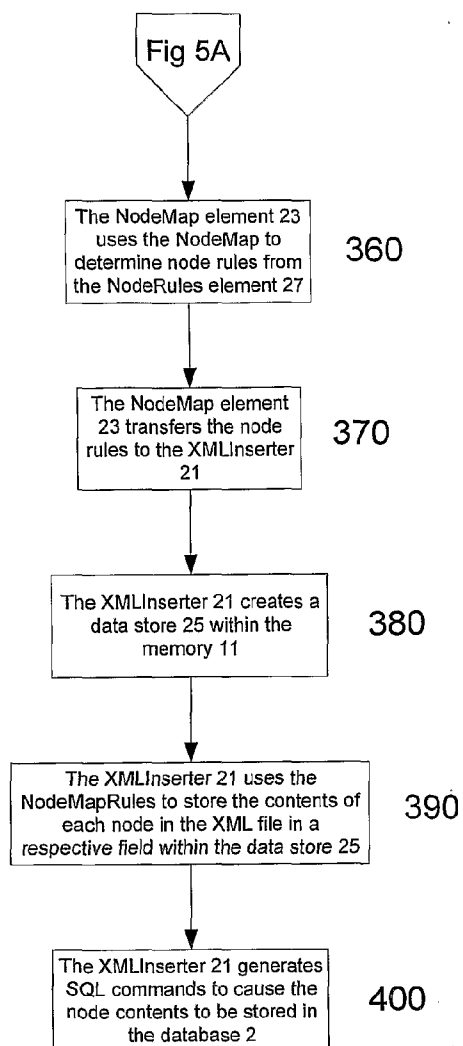 Fig 5A
The NodeMap element 23
uses the NodeMap to
determine node rules from
the NodeRules element 27
360
The NodeMap element
23 transfers the node
rules to the XMLInserter
21
370
The XMLInserter 21 creates a
data store 25 within the
memory 11
380
The XMLInserter 21 uses the
NodeMapRules to store the contents of
each node in the XML file in a
respective field within the data store 25
390
The XMLInserter 21 generates
SQL commands to cause the
node contents to be stored in
the database 2
400